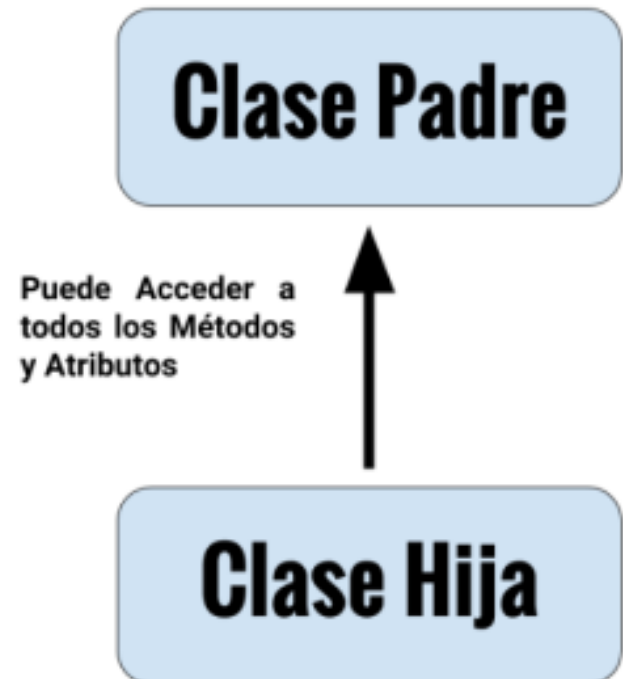 Clase Padre
Puede Acceder a
todos los Métodos
y Atributos
Clase Hija